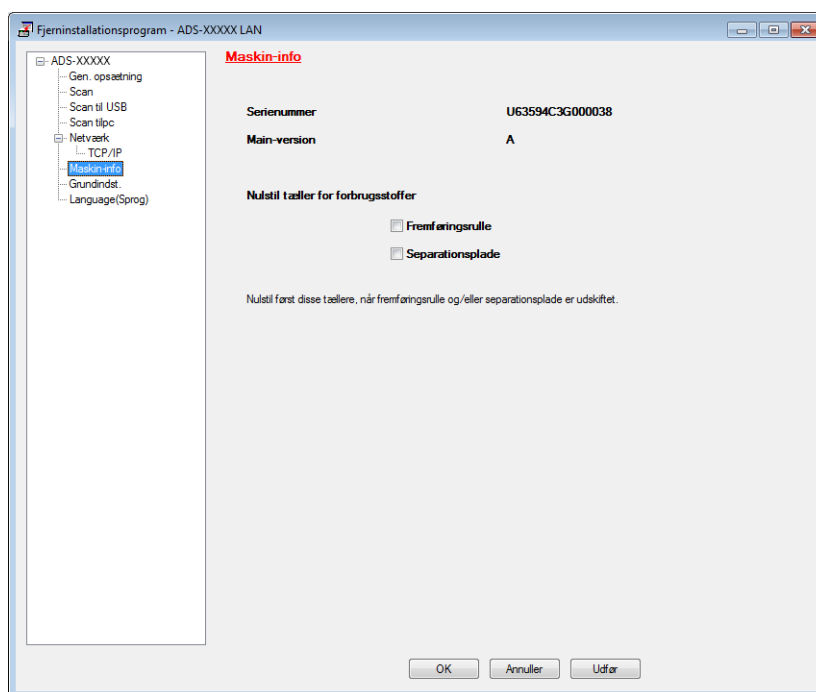 Fjerninstallationsprogram - ADS-XXXXX LAN
ADS-XXXXX
Gen. opsætning
Scan
Scan til USB
Scan tilpc
Netværk
TCP/IP
Maskin-info
Grundindst.
Language(Sprog)
Maskin-info
Serienummer U63594C3G000038
Main-version A
Nulstil tæller for forbrugsstoffer
Fremføringsrulle
Separationsplade
Nulstil først disse tællere, når fremføringsrulle og/eller separationsplade er udskiftet.
OK Annuller Udfør